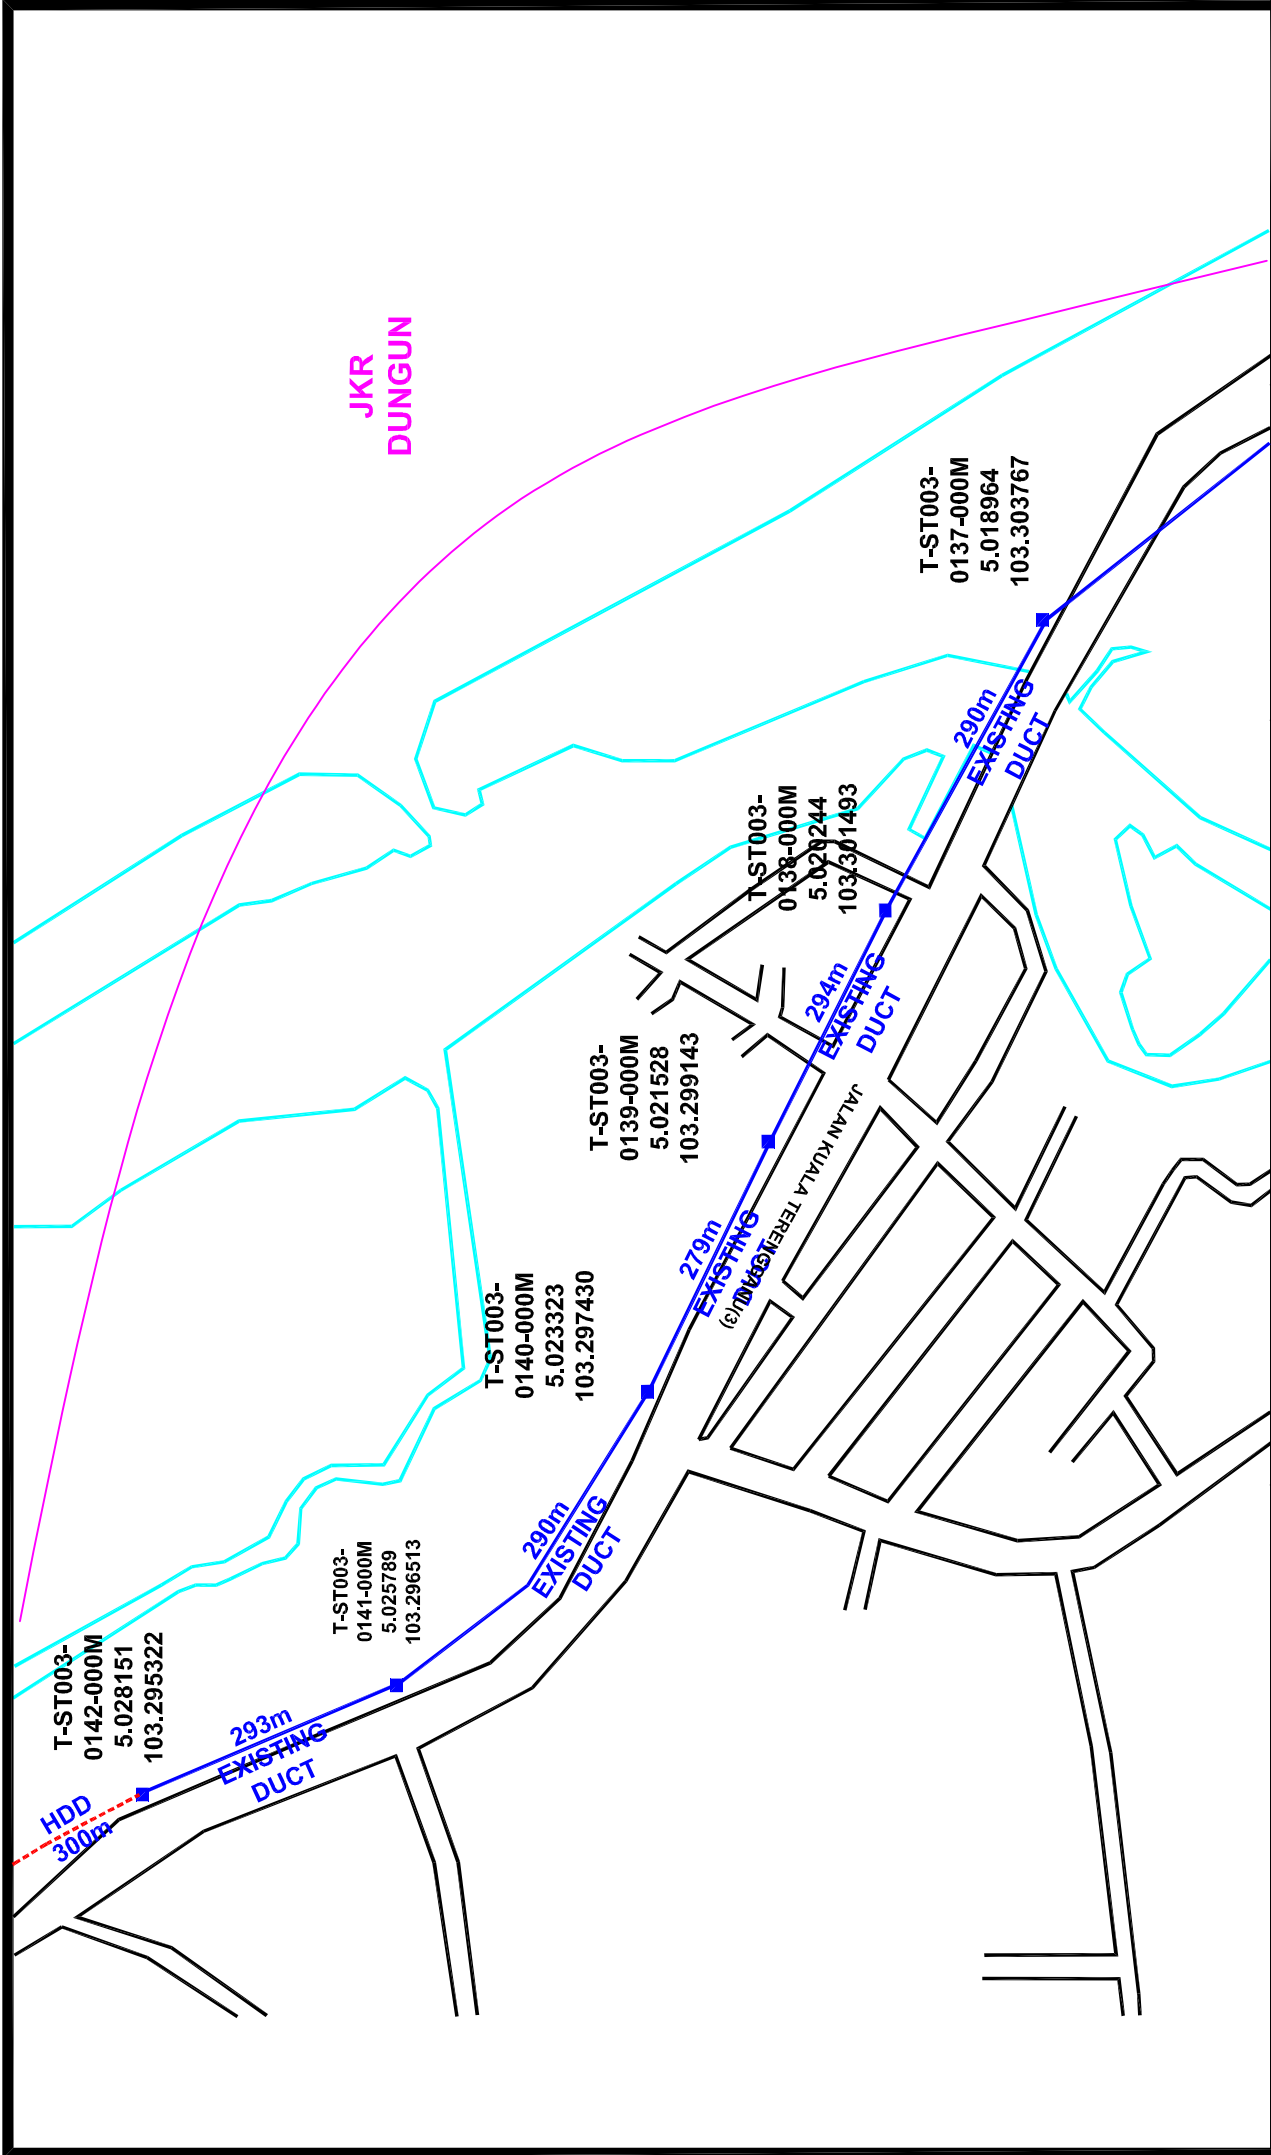 JKR
DUNGUN
T-ST003-
0137-000M
5.018964
103.303767
290m
EXISTING
DUCT
T-ST003-
0138-000M
5.020244
103.301493
294m
EXISTING
DUCT
T-ST003-
0139-000M
5.021528
103.299143
JALAN KUALA TERENGGANU(3)
279m
EXISTING
DUCT
T-ST003-
0140-000M
5.023323
103.297430
290m
EXISTING
DUCT
T-ST003-
0141-000M
5.025789
103.296513
293m
EXISTING
DUCT
T-ST003-
0142-000M
5.028151
103.295322
HDD
300m